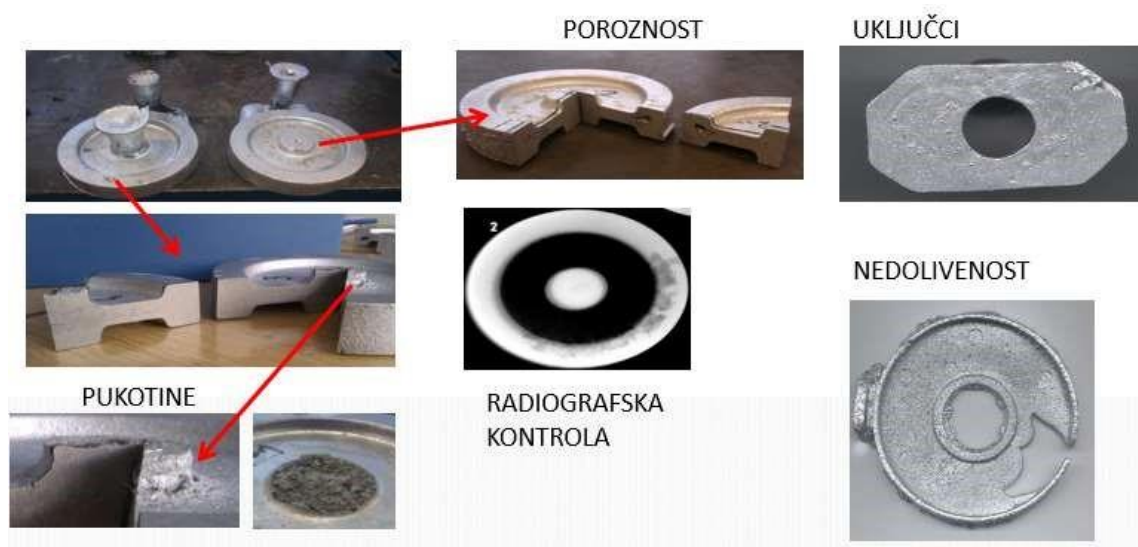 POROZNOST
UKLJUČCI
2
NEDOLIVENOST
PUKOTINE
RADIOGRAFSKA
KONTROLA